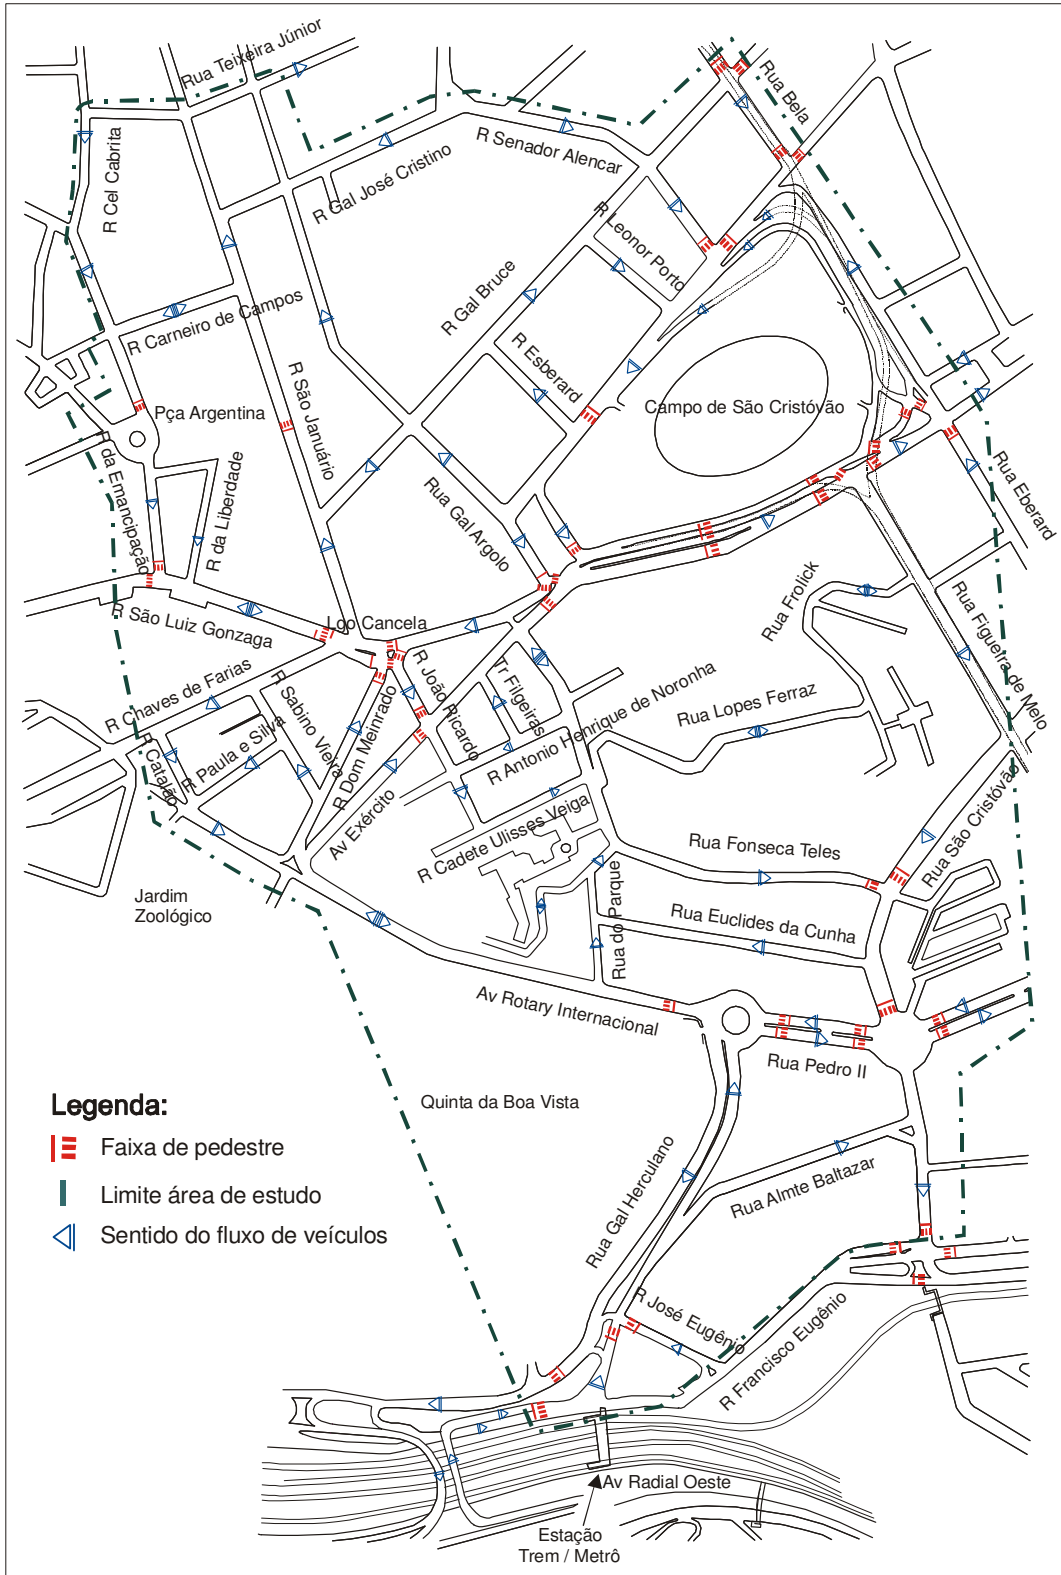 Rua Teixeira Júnior
Rua Bela
R Cel Cabrita
R Gal José Cristino
R Senador Alencar
R Leonor Porto
R Gal Bruce
R Carneiro de Campos
R Esberard
R São Januário
Pça Argentina
Campo de São Cristóvão
R da Emancipação
R da Liberdade
Rua Gal Argolo
Rua Eberard
R São Luiz Gonzaga
Lgo Cancela
Rua Frolick
Rua Figueira de Melo
R Chaves de Farias
R Sabino Vieira
R João Ricardo
Tr Filgeiras
R Antonio Henrique de Noronha
Rua Lopes Ferraz
R Catalão
R Paula e Silva
R Dom Meinrado
Av Exército
R Cadete Ulisses Veiga
Rua Fonseca Teles
Rua São Cristóvão
Jardim
Zoológico
Rua do Parque
Rua Euclides da Cunha
Av Rotary Internacional
Rua Pedro II
Quinta da Boa Vista
Legenda:
Faixa de pedestre
Limite área de estudo
Sentido do fluxo de veículos
Rua Gal Herculano
Rua Almte Baltazar
R José Eugênio
R Francisco Eugênio
Av Radial Oeste
Estação
Trem / Metrô